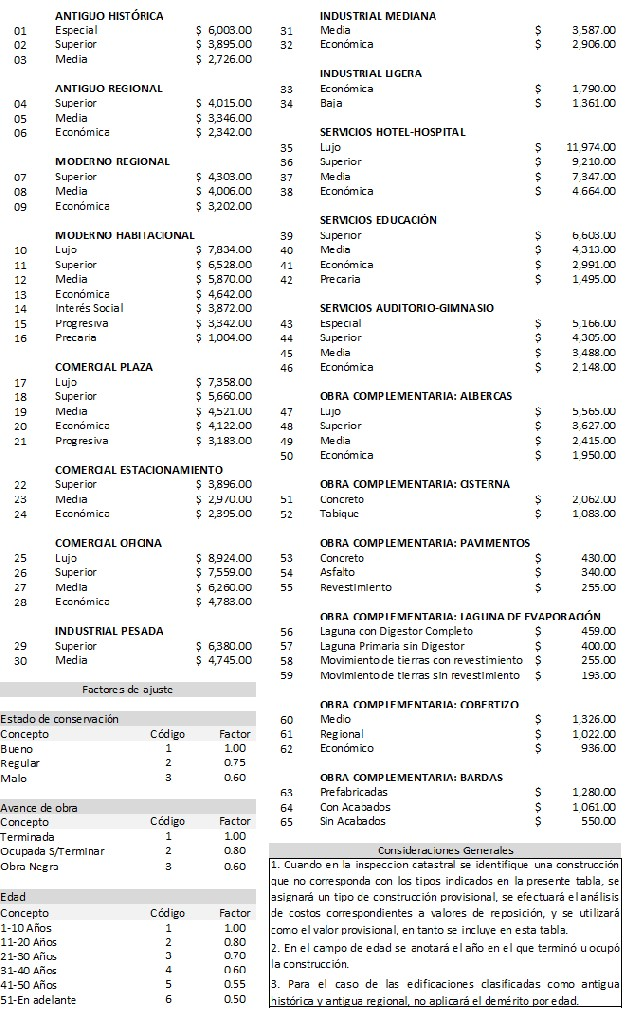 ANTIGUO HISTÓRICA
01 Especial $ 6,003.00
02 Superior $ 3,895.00
03 Media $ 2,726.00
ANTIGUO REGIONAL
04 Superior $ 4,015.00
05 Media $ 3,346.00
06 Económica $ 2,342.00
MODERNO REGIONAL
07 Superior $ 4,303.00
08 Media $ 4,006.00
09 Económica $ 3,202.00
MODERNO HABITACIONAL
10 Lujo $ 7,834.00
11 Superior $ 6,528.00
12 Media $ 5,870.00
13 Económica $ 4,642.00
14 Interés Social $ 3,872.00
15 Progresiva $ 3,342.00
16 Precaria $ 1,004.00
COMERCIAL PLAZA
17 Lujo $ 7,358.00
18 Superior $ 5,660.00
19 Media $ 4,521.00
20 Económica $ 4,122.00
21 Progresiva $ 3,183.00
COMERCIAL ESTACIONAMIENTO
22 Superior $ 3,896.00
23 Media $ 2,970.00
24 Económica $ 2,395.00
COMERCIAL OFICINA
25 Lujo $ 8,924.00
26 Superior $ 7,559.00
27 Media $ 6,260.00
28 Económica $ 4,783.00
INDUSTRIAL PESADA
29 Superior $ 6,380.00
30 Media $ 4,745.00
Factores de ajuste
Estado de conservación
Concepto Código Factor
Bueno 1 1.00
Regular 2 0.75
Malo 3 0.60
Avance de obra
Concepto Código Factor
Terminada 1 1.00
Ocupada S/Terminar 2 0.80
Obra Negra 3 0.60
Edad
Concepto Código Factor
1-10 Años 1 1.00
11-20 Años 2 0.80
21-30 Años 3 0.70
31-40 Años 4 0.60
41-50 Años 5 0.55
51-En adelante 6 0.50
INDUSTRIAL MEDIANA
31 Media $ 3,587.00
32 Económica $ 2,906.00
INDUSTRIAL LIGERA
33 Económica $ 1,790.00
34 Baja $ 1,361.00
SERVICIOS HOTEL-HOSPITAL
35 Lujo $ 11,974.00
36 Superior $ 9,210.00
37 Media $ 7,347.00
38 Económica $ 4,664.00
SERVICIOS EDUCACIÓN
39 Superior $ 6,603.00
40 Media $ 4,313.00
41 Económica $ 2,991.00
42 Precaria $ 1,495.00
SERVICIOS AUDITORIO-GIMNASIO
43 Especial $ 5,166.00
44 Superior $ 4,305.00
45 Media $ 3,488.00
46 Económica $ 2,148.00
OBRA COMPLEMENTARIA: ALBERCAS
47 Lujo $ 5,565.00
48 Superior $ 3,627.00
49 Media $ 2,415.00
50 Económica $ 1,950.00
OBRA COMPLEMENTARIA: CISTERNA
51 Concreto $ 2,062.00
52 Tabique $ 1,083.00
OBRA COMPLEMENTARIA: PAVIMENTOS
53 Concreto $ 430.00
54 Asfalto $ 340.00
55 Revestimiento $ 255.00
OBRA COMPLEMENTARIA: LAGUNA DE EVAPORACIÓN
56 Laguna con Digestor Completo $ 459.00
57 Laguna Primaria sin Digestor $ 400.00
58 Movimiento de tierras con revestimiento $ 255.00
59 Movimiento de tierras sin revestimiento $ 193.00
OBRA COMPLEMENTARIA: COBERTIZO
60 Medio $ 1,326.00
61 Regional $ 1,022.00
62 Económico $ 936.00
OBRA COMPLEMENTARIA: BARDAS
63 Prefabricadas $ 1,280.00
64 Con Acabados $ 1,061.00
65 Sin Acabados $ 550.00
Consideraciones Generales
1. Cuando en la inspección catastral se identifique una construcción
que no corresponda con los tipos indicados en la presente tabla, se
asignará un tipo de construcción provisional, se efectuará el análisis
de costos correspondientes a valores de reposición, y se utilizará
como el valor provisional, en tanto se incluye en esta tabla.
2. En el campo de edad se anotará el año en el que terminó u ocupó
la construcción.
3. Para el caso de las edificaciones clasificadas como antigua
histórica y antigua regional, no aplicará el demérito por edad.